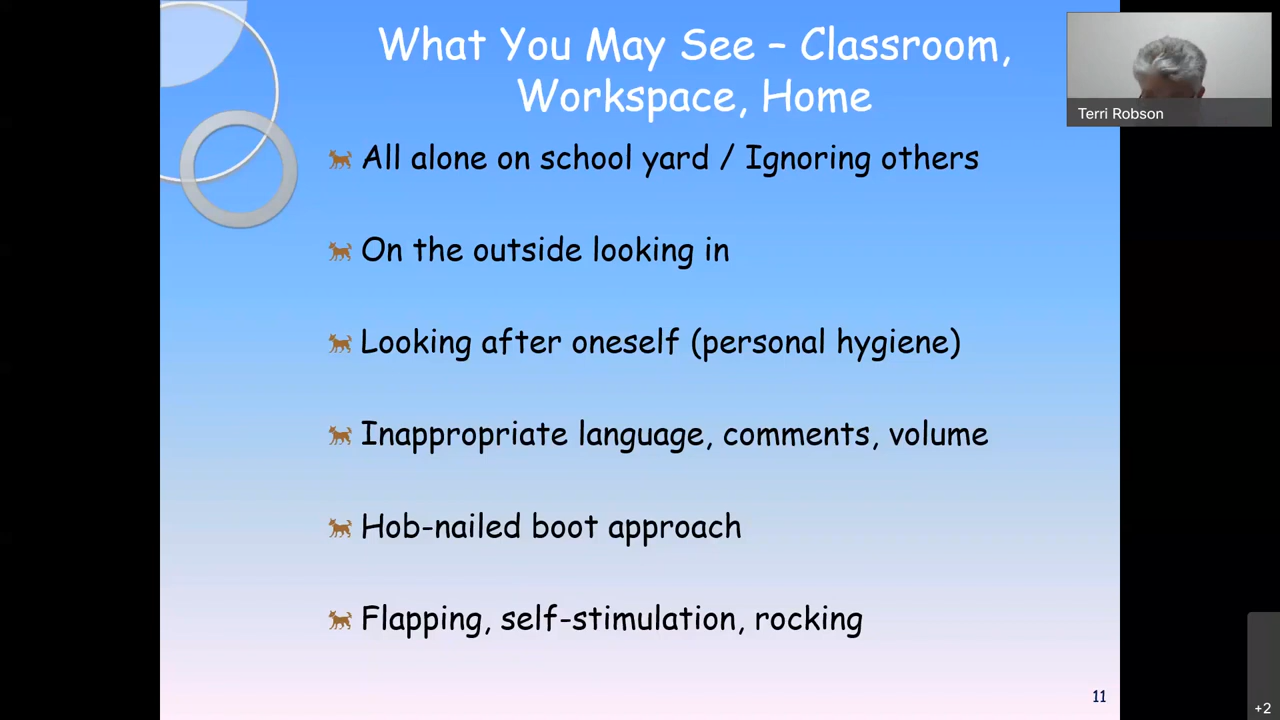 What You May See – Classroom,
Workspace, Home
Terri Robson
All alone on school yard / Ignoring others
On the outside looking in
Looking after oneself (personal hygiene)
Inappropriate language, comments, volume
Hob-nailed boot approach
Flapping, self-stimulation, rocking
11
+2